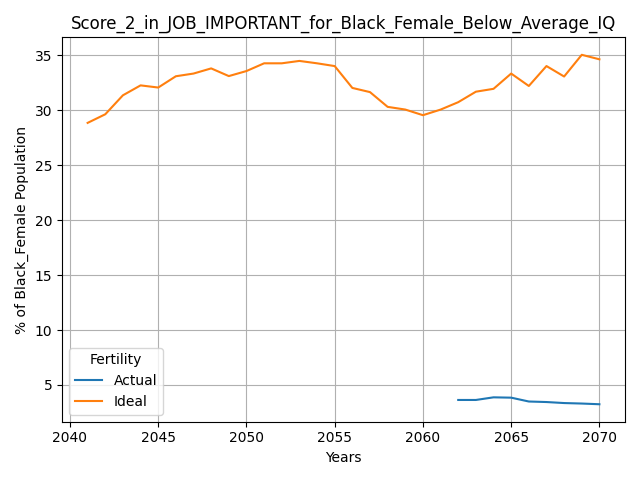 Score_2_in_JOB_IMPORTANT_for_Black_Female_Below_Average_IQ
% of Black_Female Population
35
30
25
20
15
10
5
Fertility
Actual
Ideal
2040
2045
2050
2055
2060
2065
2070
Years